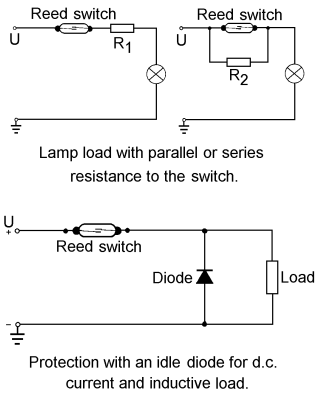 Reed switch
U
R1
Reed switch
U
R2
Lamp load with parallel or series
resistance to the switch.
U
+
Reed switch
Diode
Load
-
Protection with an idle diode for d.c.
current and inductive load.